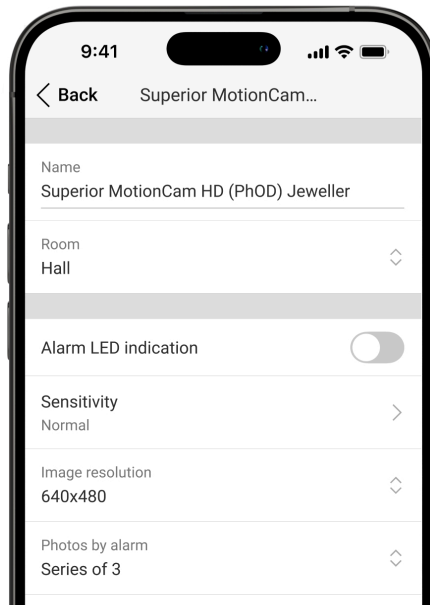 9:41
Back
Superior MotionCam...
Name
Superior MotionCam HD (PhOD) Jeweller
Room
Hall
Alarm LED indication
Sensitivity
Normal
Image resolution
640x480
Photos by alarm
Series of 3